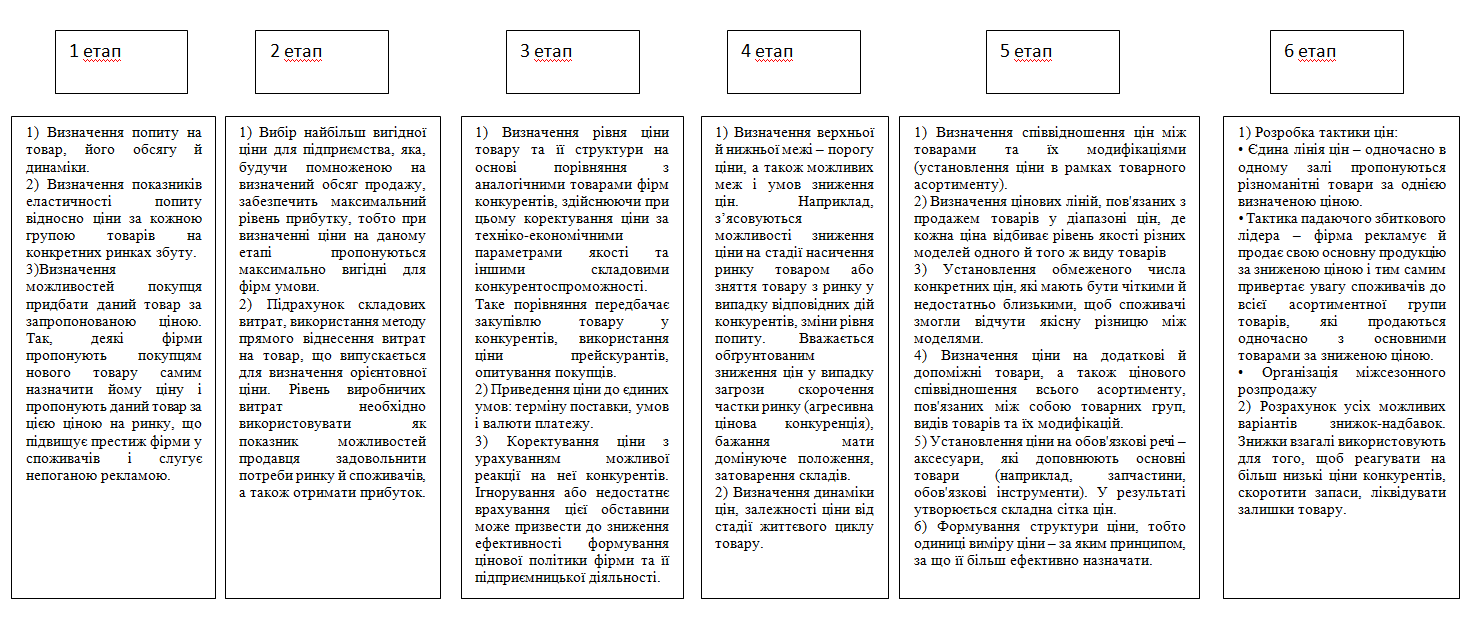 1 етап
1) Визначення попиту на
товар, його обсягу й
динаміки.
2) Визначення показників
еластичності попиту
відносно ціни за кожною
групою товарів на
конкретних ринках збуту.
3)Визначення
можливостей покупця
придбати даний товар за
запропонованою ціною.
Так, деякі фірми
пропонують покупцям
нового товару самим
назначити йому ціну і
пропонують даний товар за
цією ціною на ринку, що
підвищує престиж фірми у
споживачів і слугує
непоганою рекламою.
2 етап
1) Вибір найбільш вигідної
ціни для підприємства, яка,
будучи помноженою на
визначений обсяг продажу,
забезпечить максимальний
рівень прибутку, тобто при
визначенні ціни на даному
етапі пропонуються
максимально вигідні для
фірм умови.
2) Підрахунок складових
витрат, використання методу
прямого віднесення витрат
на товар, що випускається
для визначення орієнтовної
ціни. Рівень виробничих
витрат необхідно
використовувати як
показник можливостей
продавця задовольнити
потреби ринку й споживачів,
а також отримати прибуток.
3 етап
1) Визначення рівня ціни
товару та її структури на
основі порівняння з
аналогічними товарами фірм
конкурентів, здійснюючи при
цьому коректування ціни за
техніко-економічними
параметрами якості та
іншими складовими
конкурентоспроможності.
Таке порівняння передбачає
закупівлю товару у
конкурентів, використання
ціни прейскурантів,
опитування покупців.
2) Приведення ціни до єдиних
умов: терміну поставки, умов
і валюти платежу.
3) Коректування ціни з
урахуванням можливої
реакції на неї конкурентів.
Ігнорування або недостатнє
врахування цієї обставини
може призвести до зниження
ефективності формування
цінової політики фірми та її
підприємницької діяльності.
4 етап
1) Визначення верхньої
й нижньої межі – порогу
ціни, а також можливих
меж і умов зниження
цін. Наприклад,
з’ясовуються
можливості зниження
ціни на стадії насичення
ринку товаром або
зняття товару з ринку у
випадку відповідних дій
конкурентів, зміни рівня
попиту. Вважається
обґрунтованим
зниження цін у випадку
загрози скорочення
частки ринку (агресивна
цінова конкуренція),
бажання мати
домінуюче положення,
затоварення складів.
2) Визначення динаміки
цін, залежності ціни від
стадії життєвого циклу
товару.
5 етап
1) Визначення співвідношення цін між
товарами та їх модифікаціями
(установлення ціни в рамках товарного
асортименту).
2) Визначення цінових ліній, пов'язаних з
продажем товарів у діапазоні цін, де
кожна ціна відбиває рівень якості різних
моделей одного й того ж виду товарів
3) Установлення обмеженого числа
конкретних цін, які мають бути чіткими й
недостатньо близькими, щоб споживачі
змогли відчути якісну різницю між
моделями.
4) Визначення ціни на додаткові й
допоміжні товари, а також цінового
співвідношення всього асортименту,
пов'язаних між собою товарних груп,
видів товарів та їх модифікацій.
5) Установлення ціни на обов'язкові речі –
аксесуари, які доповнюють основні
товари (наприклад, запчастини,
обов'язкові інструменти). У результаті
утворюється складна сітка цін.
6) Формування структури ціни, тобто
одиниці виміру ціни – за яким принципом,
за що її більш ефективно назначати.
6 етап
1) Розробка тактики цін:
• Єдина лінія цін – одночасно в
одному залі пропонуються
різноманітні товари за однією
визначеною ціною.
• Тактика падаючого збиткового
лідера – фірма рекламує й
продає свою основну продукцію
за зниженою ціною і тим самим
привертає увагу споживачів до
всієї асортиментної групи
товарів, які продаються
одночасно з основними
товарами за зниженою ціною.
• Організація міжсезонного
розпродажу
2) Розрахунок усіх можливих
варіантів знижок-надбавок.
Знижки взагалі використовують
для того, щоб реагувати на
більш низькі ціни конкурентів,
скоротити запаси, ліквідувати
залишки товару.